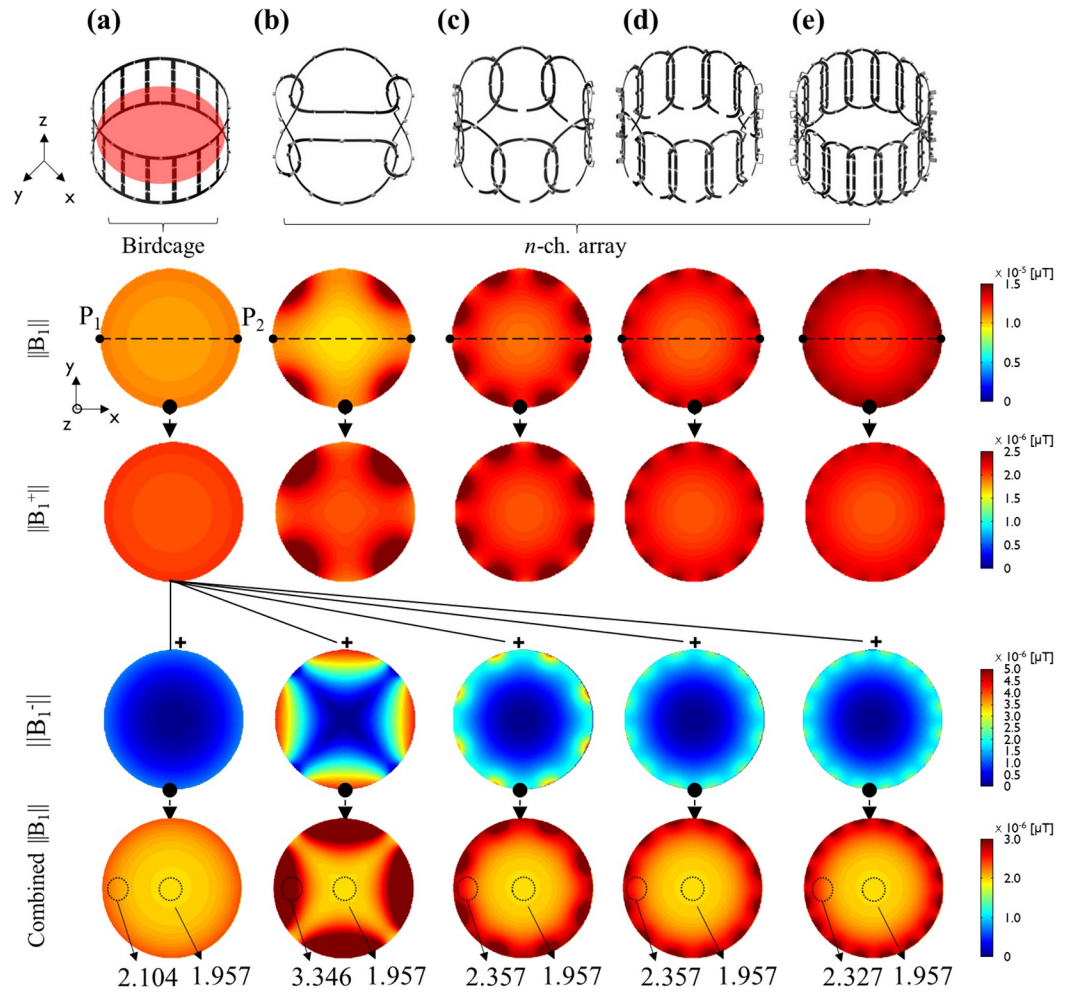 (a) (b) (c) (d) (e)
z
y x
Birdcage n-ch. array
× 10⁻⁵ [μT]
||B₁|| P₁ P₂ 1.5
1.0
0.5
0
y
z x
× 10⁻⁶ [μT]
||B₁⁺|| 2.5
2.0
1.5
1.0
0.5
0
+ + + + +
× 10⁻⁶ [μT]
||B₁-|| 5.0
4.5
4.0
3.5
3.0
2.5
2.0
1.5
1.0
0.5
0
× 10⁻⁶ [μT]
Combined ||B₁|| 3.0
2.0
1.0
0
2.104 1.957 3.346 1.957 2.357 1.957 2.357 1.957 2.327 1.957